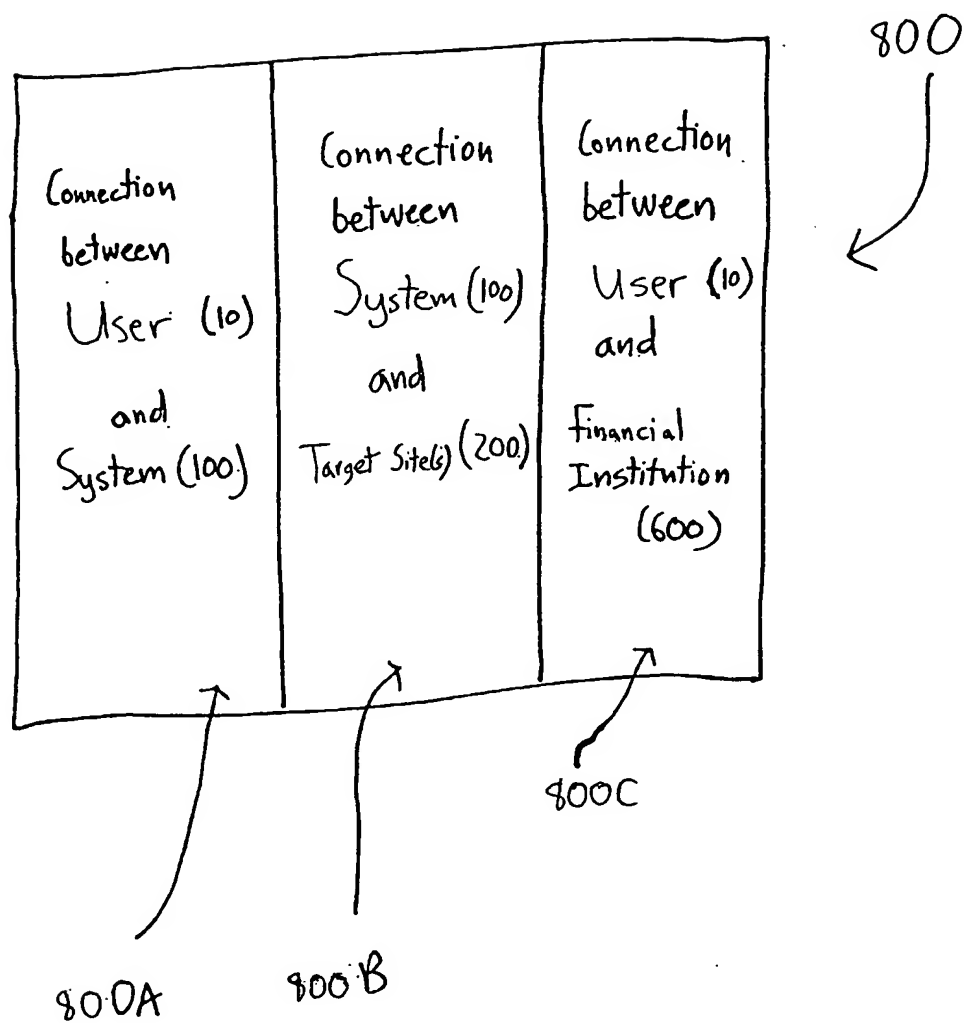 800
Connection
between
User (10)
and
System (100)
Connection
between
System (100)
and
Target Site(s) (200)
Connection
between
User (10)
and
Financial
Institution
(600)
800A
800B
800C